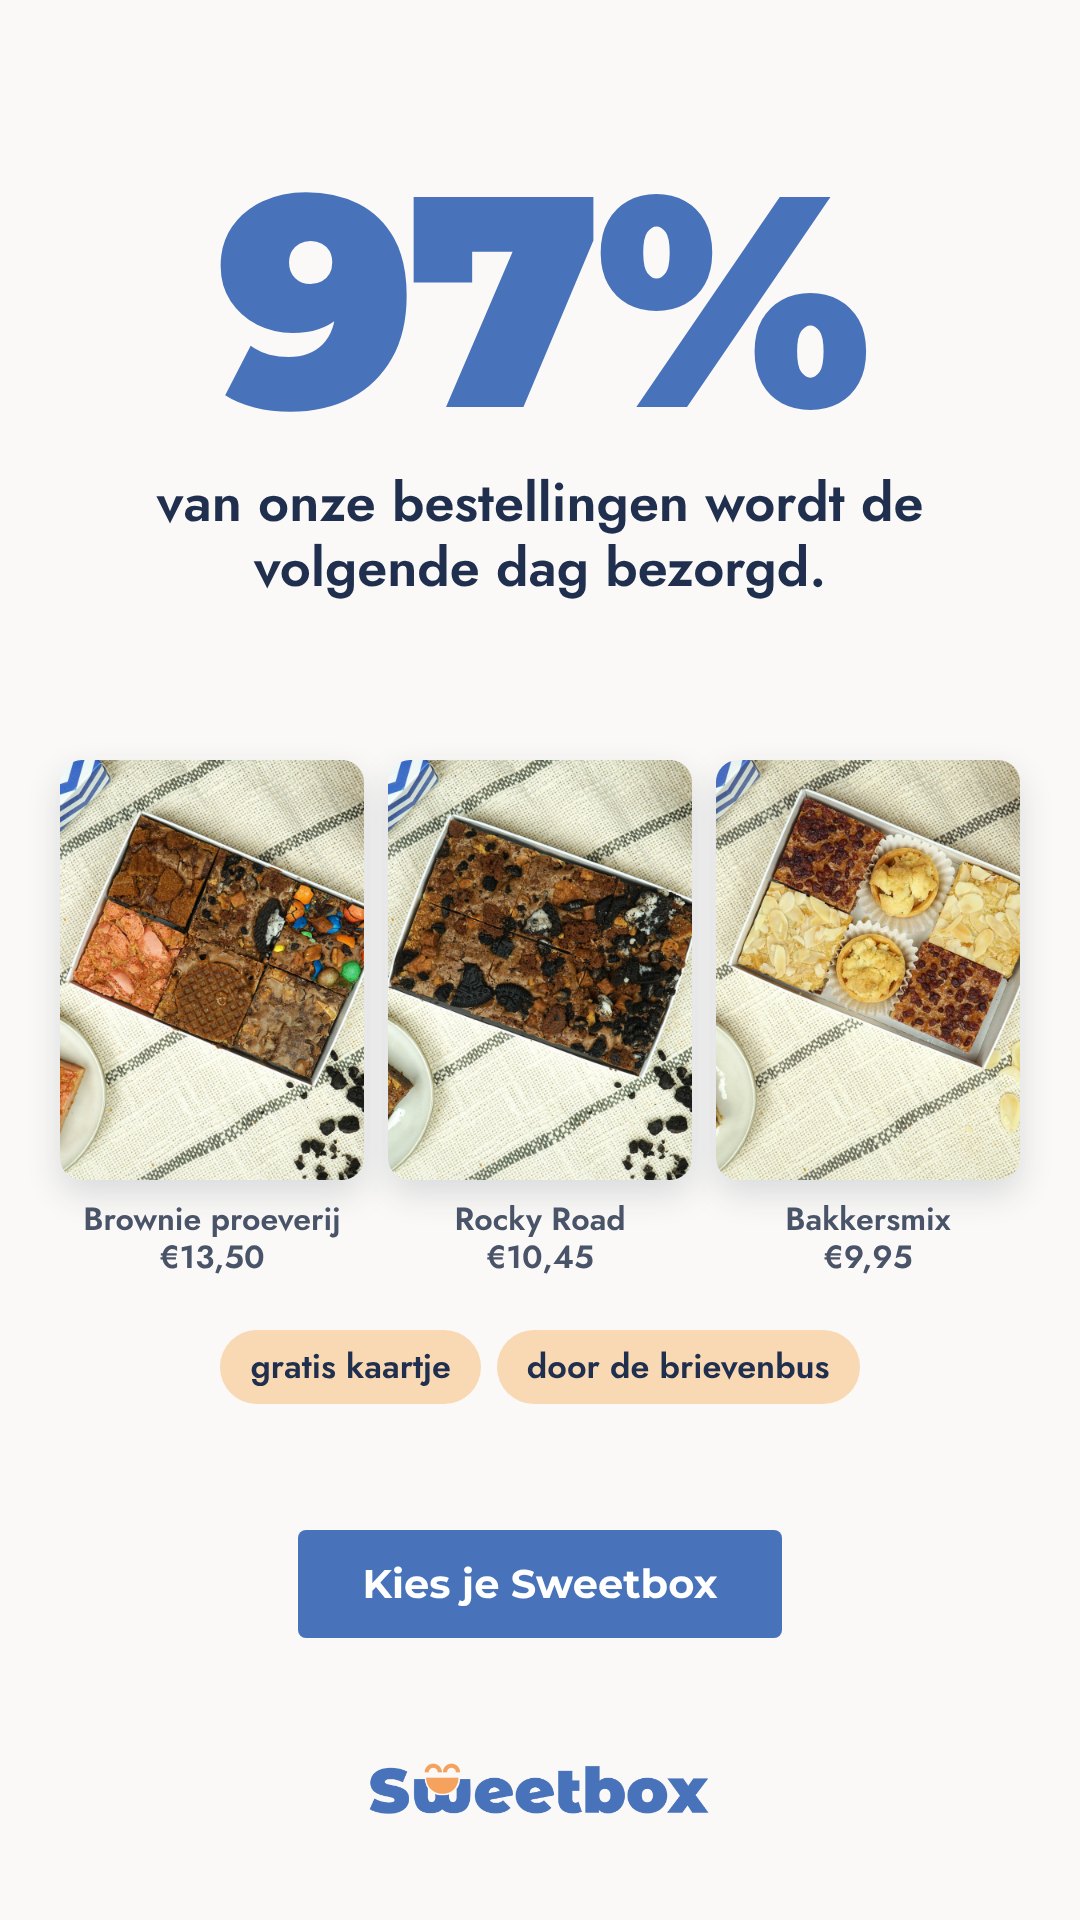 97%
van onze bestellingen wordt de
volgende dag bezorgd.
Brownie proeverij
€13,50
Rocky Road
€10,45
Bakkersmix
€9,95
gratis kaartje
door de brievenbus
Kies je Sweetbox
Sweetbox